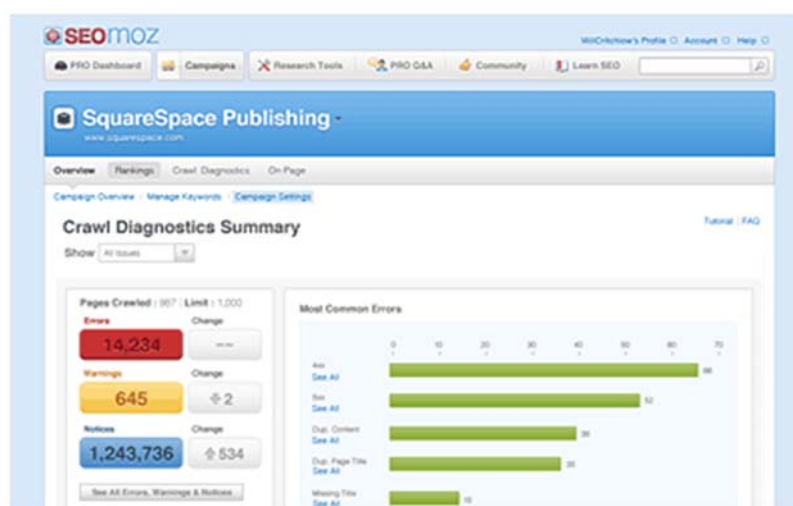 SEOmoz
WillCritchlow's Profile Account Help
PRO Dashboard Campaigns Research Tools PRO Q&A Community Learn SEO
SquareSpace Publishing
www.squarespace.com
Overview Rankings Crawl Diagnostics On-Page
Campaign Overview Manage Keywords Campaign Settings
Crawl Diagnostics Summary
Tutorial | FAQ
Show All Issues
Pages Crawled : 987 | Limit : 1,000
Errors Change
14,234 --
Warnings Change
645 2
Notices Change
1,243,736 534
See All Errors, Warnings & Notices
Most Common Errors
0 10 20 30 40 50 60 70
4xx
See All
66
5xx
See All
52
Dup. Content
See All
Dup. Page Title
See All
35
Missing Title
See All